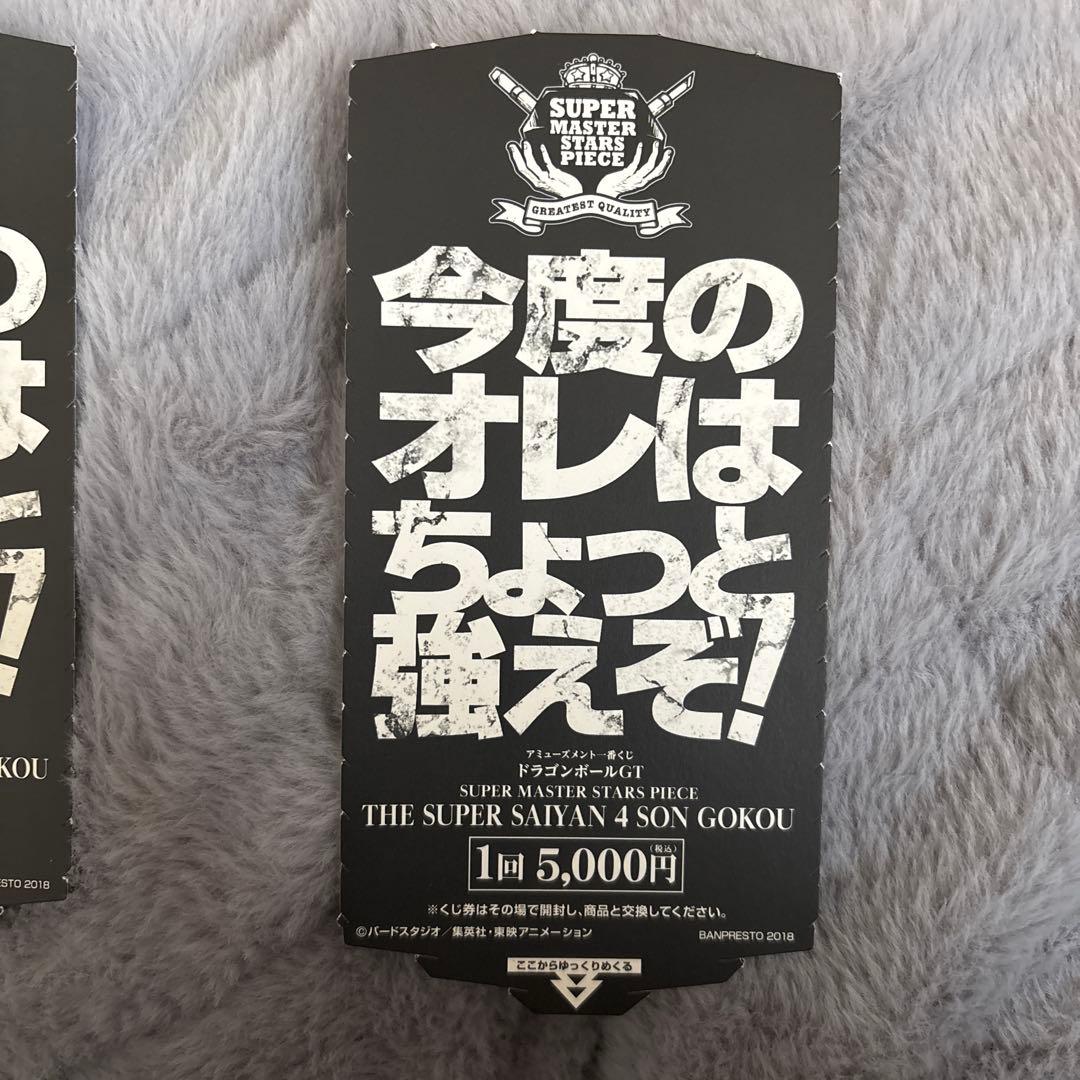 SUPER
MASTER
STARS
PIECE
GREATEST QUALITY
今度の
オレは
ちょっと
強えぞ!
アミューズメント一番くじ
ドラゴンボールGT
SUPER MASTER STARS PIECE
THE SUPER SAIYAN 4 SON GOKOU
1回 5,000円(税込)
※くじ券はその場で開封し、商品と交換してください。
©バードスタジオ／集英社・東映アニメーション
BANPRESTO 2018
ここからゆっくりめくる
の
は
!
KOU
ESTO 2018